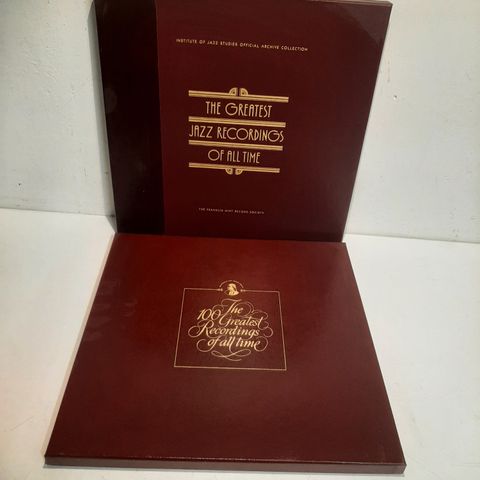 INSTITUTE OF JAZZ STUDIES OFFICIAL ARCHIVE COLLECTION
THE GREATEST
JAZZ RECORDINGS
OF ALL TIME
THE FRANKLIN MINT RECORD SOCIETY
The
100 Greatest
Recordings
of all time